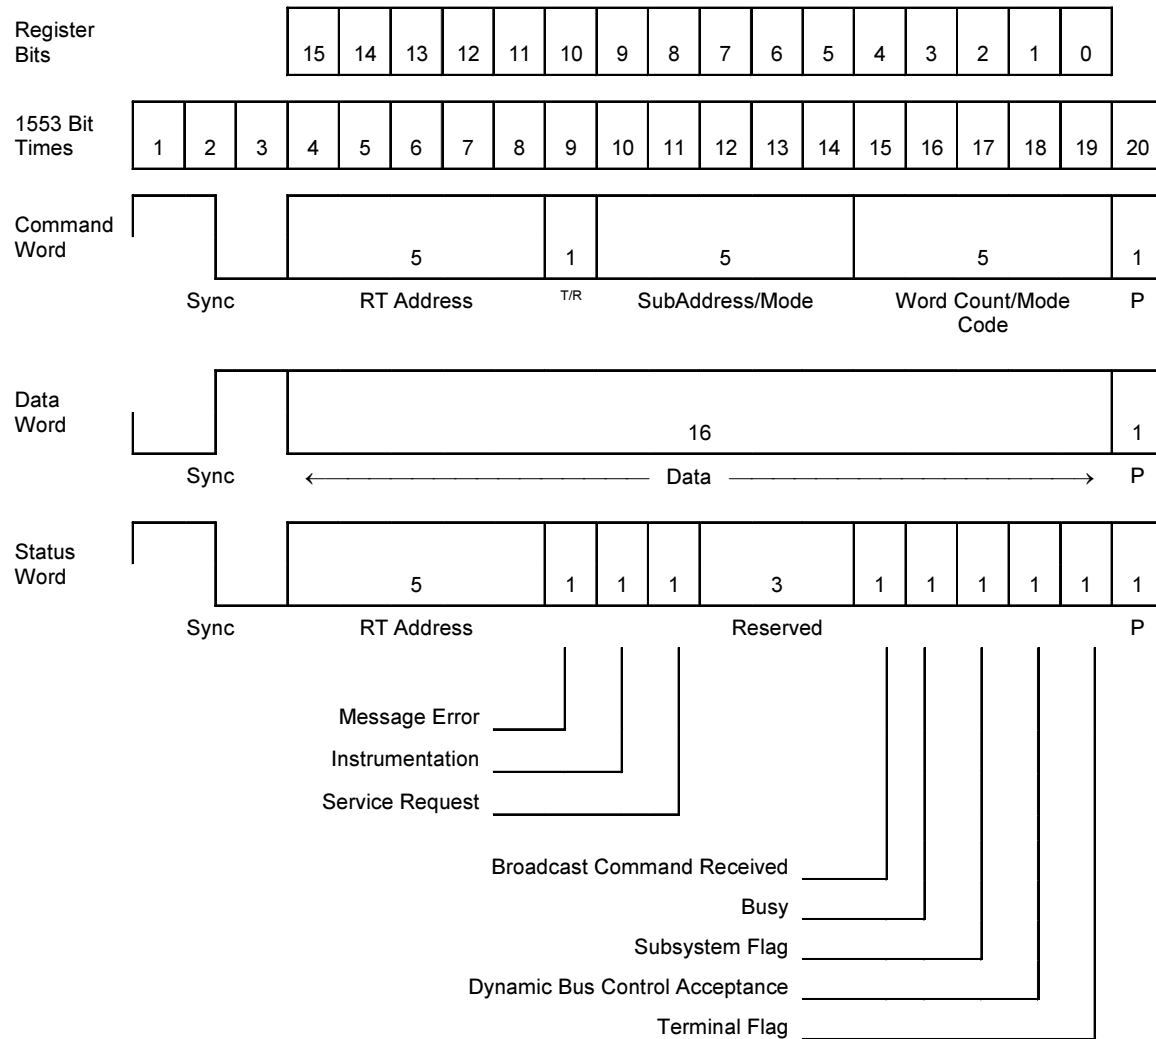 Register
Bits
15 14 13 12 11 10 9 8 7 6 5 4 3 2 1 0
1553 Bit
Times
1 2 3 4 5 6 7 8 9 10 11 12 13 14 15 16 17 18 19 20
Command
Word
5 1 5 5 1
Sync RT Address T/R SubAddress/Mode Word Count/Mode
Code P
Data
Word
16 1
Sync Data P
Status
Word
5 1 1 1 3 1 1 1 1 1 1
Sync RT Address Reserved P
Message Error
Instrumentation
Service Request
Broadcast Command Received
Busy
Subsystem Flag
Dynamic Bus Control Acceptance
Terminal Flag